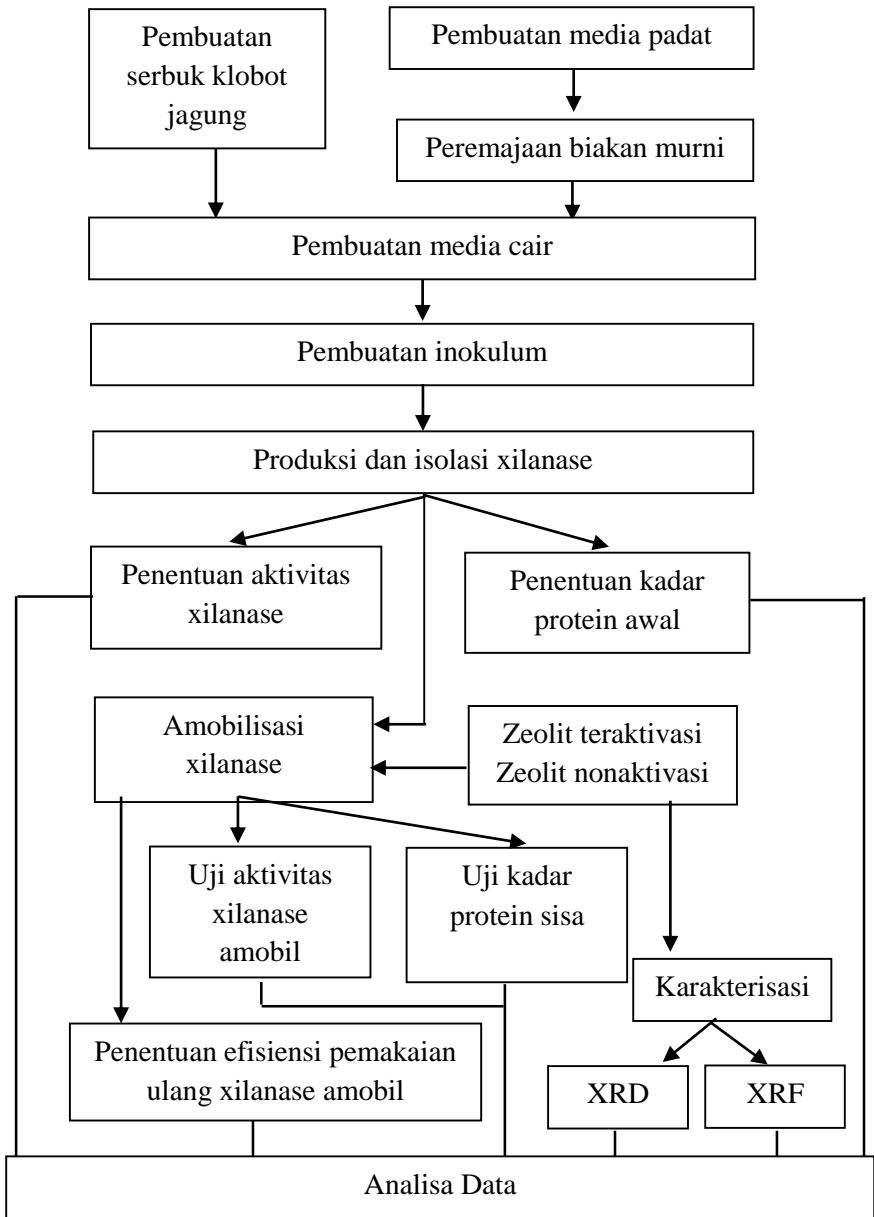 Pembuatan
serbuk klobot
jagung
Pembuatan media padat
Peremajaan biakan murni
Pembuatan media cair
Pembuatan inokulum
Produksi dan isolasi xilanase
Penentuan aktivitas
xilanase
Penentuan kadar
protein awal
Amobilisasi
xilanase
Zeolit teraktivasi
Zeolit nonaktivasi
Uji aktivitas
xilanase
amobil
Uji kadar
protein sisa
Karakterisasi
Penentuan efisiensi pemakaian
ulang xilanase amobil
XRD
XRF
Analisa Data